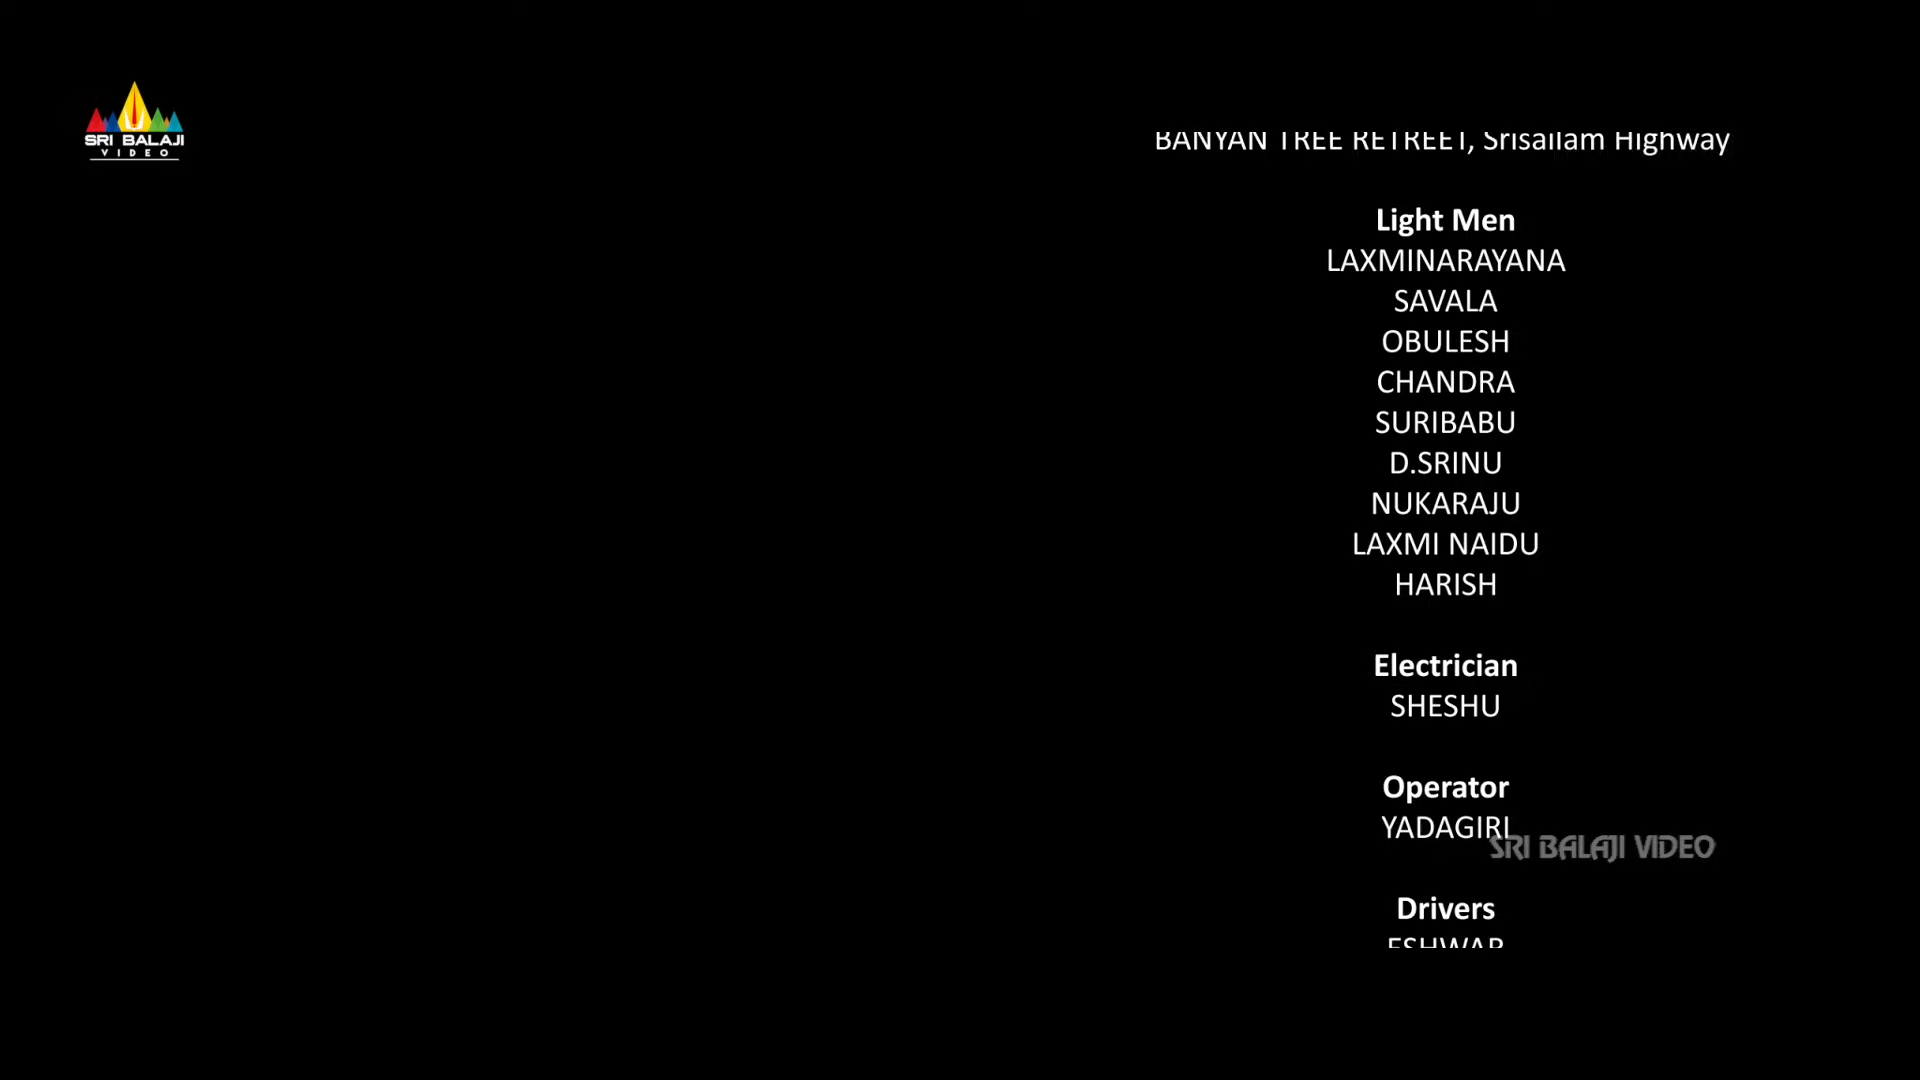 SRI BALAJI
VIDEO
BANYAN TREE RETREET, Srisailam Highway
Light Men
LAXMINARAYANA
SAVALA
OBULESH
CHANDRA
SURIBABU
D.SRINU
NUKARAJU
LAXMI NAIDU
HARISH
Electrician
SHESHU
Operator
YADAGIRI
SRI BALAJI VIDEO
Drivers
ESHWAR